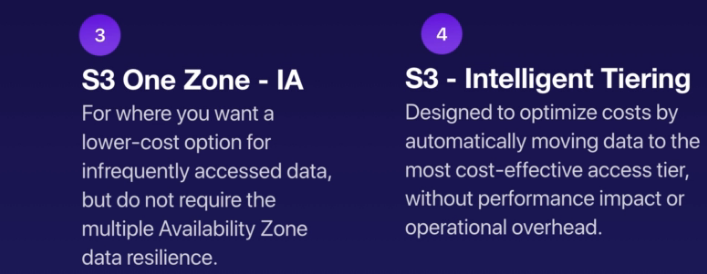 3
S3 One Zone - IA
For where you want a
lower-cost option for
infrequently accessed data,
but do not require the
multiple Availability Zone
data resilience.
4
S3 - Intelligent Tiering
Designed to optimize costs by
automatically moving data to the
most cost-effective access tier,
without performance impact or
operational overhead.